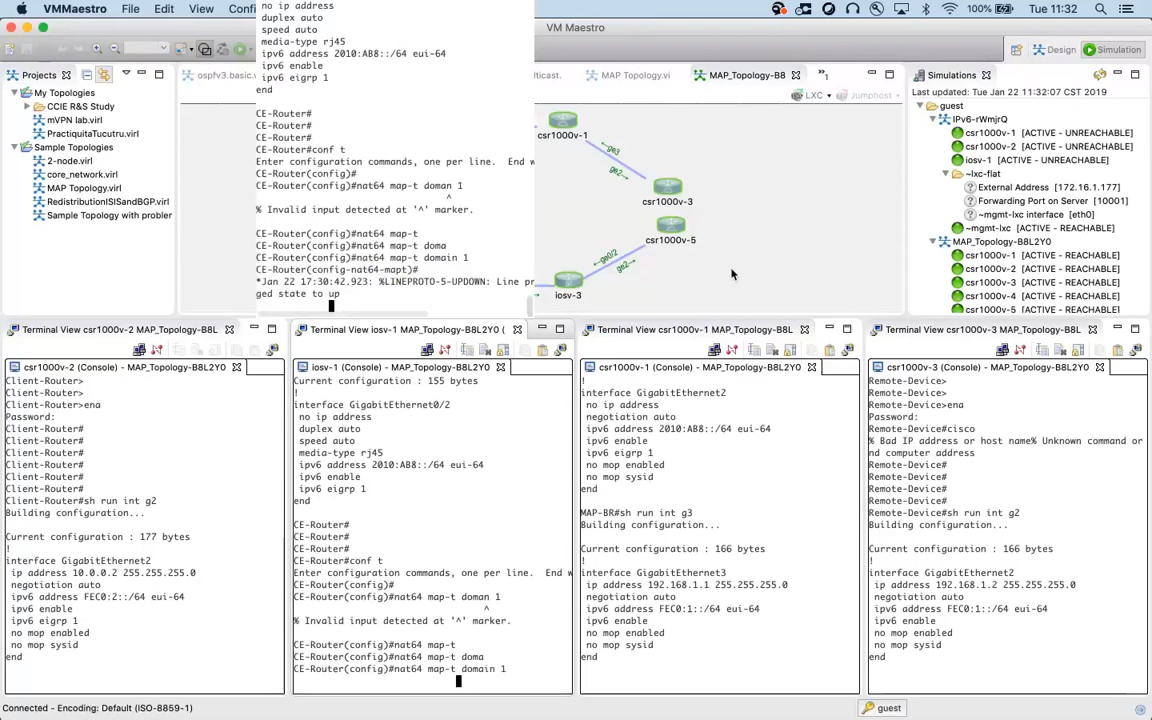 VMMaestro File Edit View Confi
100% Tue 11:32
VM Maestro
Design Simulation
Projects
My Topologies
CCIE R&S Study
mVPN lab.virl
PractiquitaTucutru.virl
Sample Topologies
2-node.virl
core_network.virl
MAP Topology.virl
RedistributionISISandBGP.virl
Sample Topology with probler
ospfv3.basic.v
no ip address
duplex auto
speed auto
media-type rj45
ipv6 address 2010:AB8::/64 eui-64
ipv6 enable
ipv6 eigrp 1
end
CE-Router#
CE-Router#
CE-Router#
CE-Router#conf t
Enter configuration commands, one per line.  End w
CE-Router(config)#
CE-Router(config)#nat64 map-t doman 1
^
% Invalid input detected at '^' marker.
CE-Router(config)#nat64 map-t
CE-Router(config)#nat64 map-t doma
CE-Router(config)#nat64 map-t domain 1
CE-Router(config-nat64-mapt)#
*Jan 22 17:30:42.923: %LINEPROTO-5-UPDOWN: Line pr
ged state to up
ticast.
MAP Topology.vi
MAP_Topology-B8
»1
LXC
Jumphost
csr1000v-1
ge3
ge2
csr1000v-3
csr1000v-5
ge0/2
ge2
iosv-3
Simulations
Last updated: Tue Jan 22 11:32:07 CST 2019
guest
IPv6-rWmjrQ
csr1000v-1 [ACTIVE - UNREACHABLE]
csr1000v-2 [ACTIVE - UNREACHABLE]
iosv-1 [ACTIVE - UNREACHABLE]
~lxc-flat
External Address [172.16.1.177]
Forwarding Port on Server [10001]
~mgmt-lxc interface [eth0]
~mgmt-lxc [ACTIVE - REACHABLE]
MAP_Topology-B8L2Y0
csr1000v-1 [ACTIVE - REACHABLE]
csr1000v-2 [ACTIVE - REACHABLE]
csr1000v-3 [ACTIVE - REACHABLE]
csr1000v-4 [ACTIVE - REACHABLE]
csr1000v-5 [ACTIVE - REACHABLE]
Terminal View csr1000v-2 MAP_Topology-B8L
csr1000v-2 (Console) - MAP_Topology-B8L2Y0
Client-Router>
Client-Router>
Client-Router>ena
Password:
Client-Router#
Client-Router#
Client-Router#
Client-Router#
Client-Router#
Client-Router#
Client-Router#sh run int g2
Building configuration...
Current configuration : 177 bytes
!
interface GigabitEthernet2
ip address 10.0.0.2 255.255.255.0
negotiation auto
ipv6 address FEC0:2::/64 eui-64
ipv6 enable
ipv6 eigrp 1
no mop enabled
no mop sysid
end
Terminal View iosv-1 MAP_Topology-B8L2YO (
iosv-1 (Console) - MAP_Topology-B8L2Y0
Current configuration : 155 bytes
!
interface GigabitEthernet0/2
no ip address
duplex auto
speed auto
media-type rj45
ipv6 address 2010:AB8::/64 eui-64
ipv6 enable
ipv6 eigrp 1
end
CE-Router#
CE-Router#
CE-Router#
CE-Router#conf t
Enter configuration commands, one per line.  End w
CE-Router(config)#
CE-Router(config)#nat64 map-t doman 1
^
% Invalid input detected at '^' marker.
CE-Router(config)#nat64 map-t
CE-Router(config)#nat64 map-t doma
CE-Router(config)#nat64 map-t domain 1
Terminal View csr1000v-1 MAP_Topology-B8L
csr1000v-1 (Console) - MAP_Topology-B8L2Y0
!
interface GigabitEthernet2
no ip address
negotiation auto
ipv6 address 2010:AB8::/64 eui-64
ipv6 enable
ipv6 eigrp 1
no mop enabled
no mop sysid
end
MAP-BR#sh run int g3
Building configuration...
Current configuration : 166 bytes
!
interface GigabitEthernet3
ip address 192.168.1.1 255.255.255.0
negotiation auto
ipv6 address FEC0:1::/64 eui-64
ipv6 enable
no mop enabled
no mop sysid
end
Terminal View csr1000v-3 MAP_Topology-B8L
csr1000v-3 (Console) - MAP_Topology-B8L2Y0
Remote-Device>
Remote-Device>
Remote-Device>ena
Password:
Remote-Device#cisco
% Bad IP address or host name% Unknown command or
nd computer address
Remote-Device#
Remote-Device#
Remote-Device#
Remote-Device#
Remote-Device#sh run int g2
Building configuration...
Current configuration : 166 bytes
!
interface GigabitEthernet2
ip address 192.168.1.2 255.255.255.0
negotiation auto
ipv6 address FEC0:1::/64 eui-64
ipv6 enable
no mop enabled
no mop sysid
end
Connected - Encoding: Default (ISO-8859-1)
guest